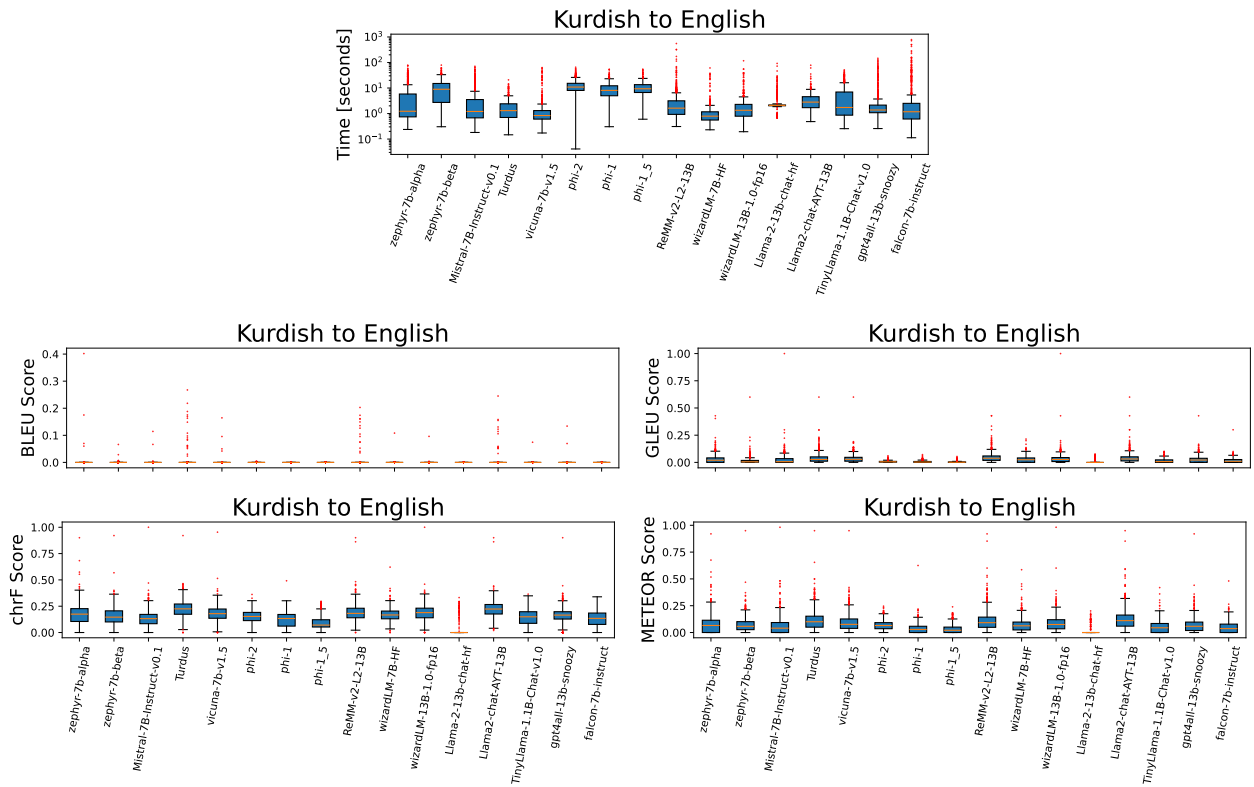 Kurdish to English
Time [seconds]
10³
10²
10¹
10⁰
10⁻¹
zephyr-7b-alpha
zephyr-7b-beta
Mistral-7B-Instruct-v0.1
Turdus
vicuna-7b-v1.5
phi-2
phi-1
phi-1_5
ReMM-v2-L2-13B
wizardLM-7B-HF
wizardLM-13B-1.0-fp16
Llama-2-13b-chat-hf
Llama2-chat-AYT-13B
TinyLlama-1.1B-Chat-v1.0
gpt4all-13b-snoozy
falcon-7b-instruct
Kurdish to English
BLEU Score
0.4
0.3
0.2
0.1
0.0
Kurdish to English
GLEU Score
1.00
0.75
0.50
0.25
0.00
Kurdish to English
chrF Score
1.00
0.75
0.50
0.25
0.00
zephyr-7b-alpha
zephyr-7b-beta
Mistral-7B-Instruct-v0.1
Turdus
vicuna-7b-v1.5
phi-2
phi-1
phi-1_5
ReMM-v2-L2-13B
wizardLM-7B-HF
wizardLM-13B-1.0-fp16
Llama-2-13b-chat-hf
Llama2-chat-AYT-13B
TinyLlama-1.1B-Chat-v1.0
gpt4all-13b-snoozy
falcon-7b-instruct
Kurdish to English
METEOR Score
1.00
0.75
0.50
0.25
0.00
zephyr-7b-alpha
zephyr-7b-beta
Mistral-7B-Instruct-v0.1
Turdus
vicuna-7b-v1.5
phi-2
phi-1
phi-1_5
ReMM-v2-L2-13B
wizardLM-7B-HF
wizardLM-13B-1.0-fp16
Llama-2-13b-chat-hf
Llama2-chat-AYT-13B
TinyLlama-1.1B-Chat-v1.0
gpt4all-13b-snoozy
falcon-7b-instruct